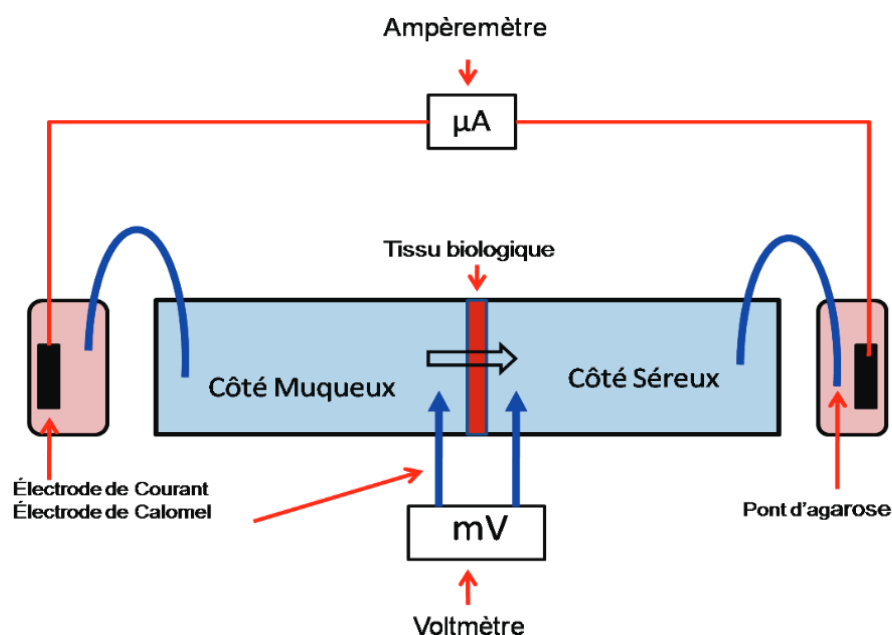 Ampèremètre
µA
Tissu biologique
Côté Muqueux
Côté Séreux
Électrode de Courant
Électrode de Calomel
Pont d'agarose
mV
Voltmètre